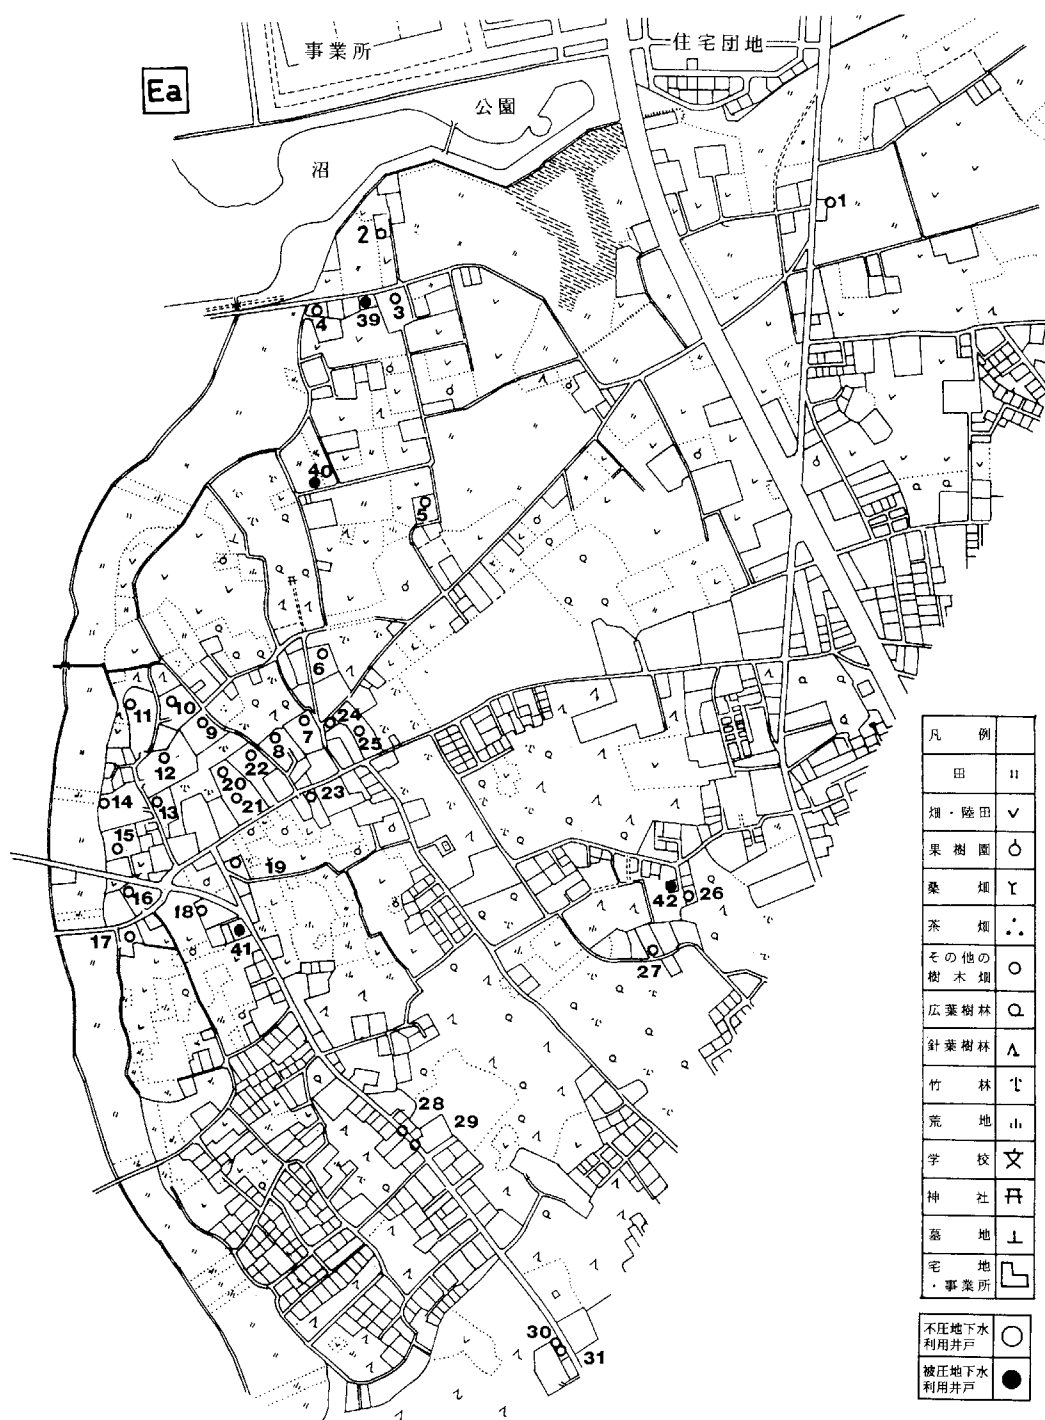 事業所
住宅団地
Ea
公園
沼
1
2
3
4
39
40
5
6
7
8
9
10
11
12
13
14
15
16
17
18
19
20
21
22
23
24
25
26
27
28
29
30
31
41
42
凡例
田
畑・陸田
果樹園
桑畑
茶畑
その他の
樹木畑
広葉樹林
針葉樹林
竹林
荒地
学校
神社
墓地
宅地
・事業所
不圧地下水
利用井戸
被圧地下水
利用井戸